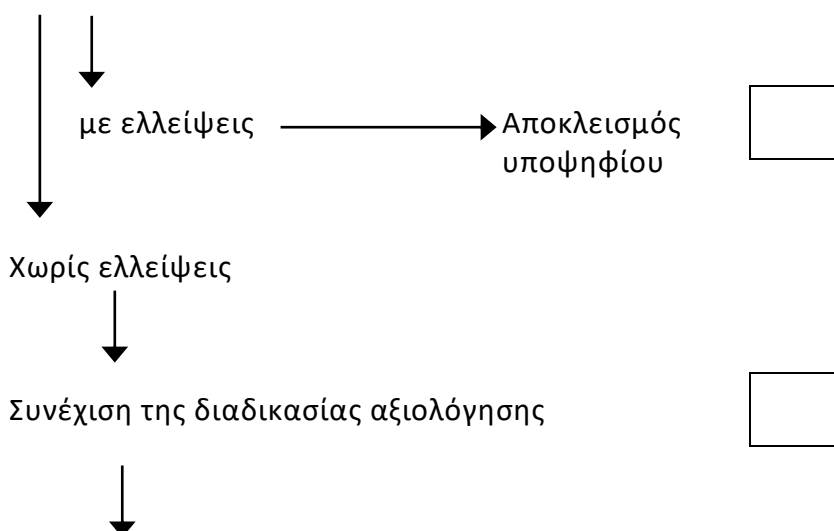 με ελλείψεις
Αποκλεισμός
υποψηφίου
Χωρίς ελλείψεις
Συνέχιση της διαδικασίας αξιολόγησης